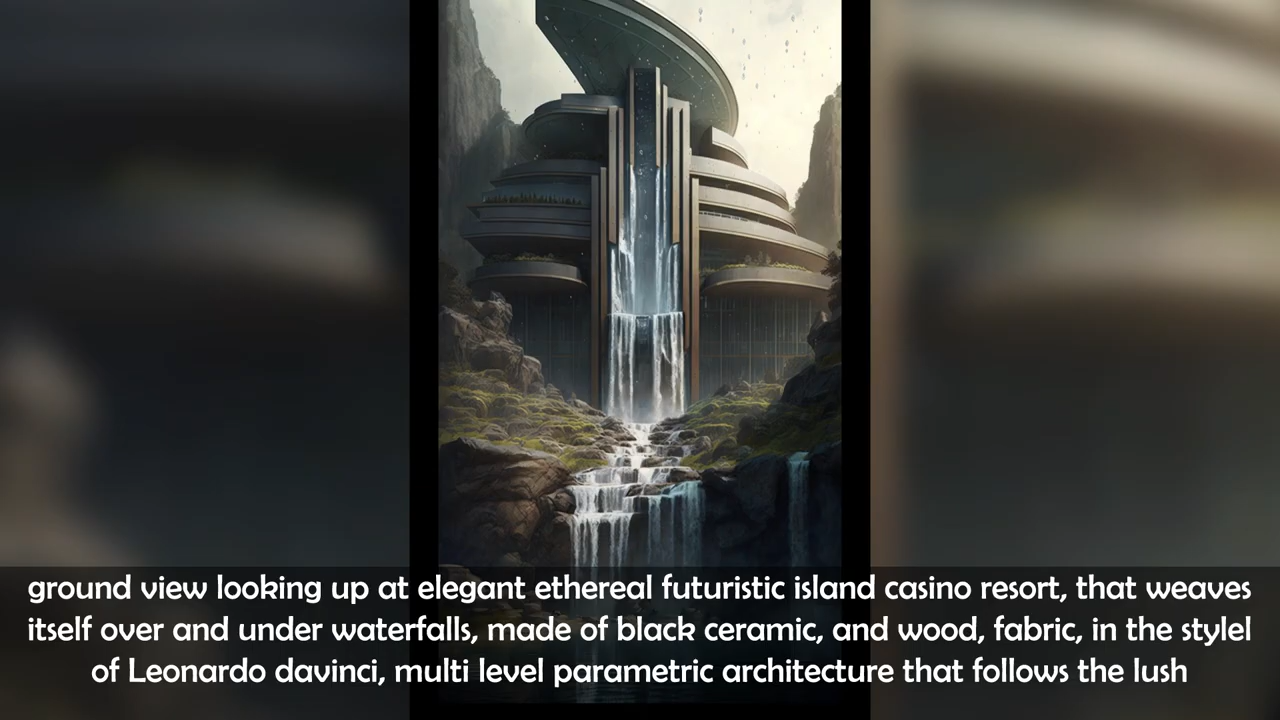 ground view looking up at elegant ethereal futuristic island casino resort, that weaves
itself over and under waterfalls, made of black ceramic, and wood, fabric, in the stylel
of Leonardo davinci, multi level parametric architecture that follows the lush